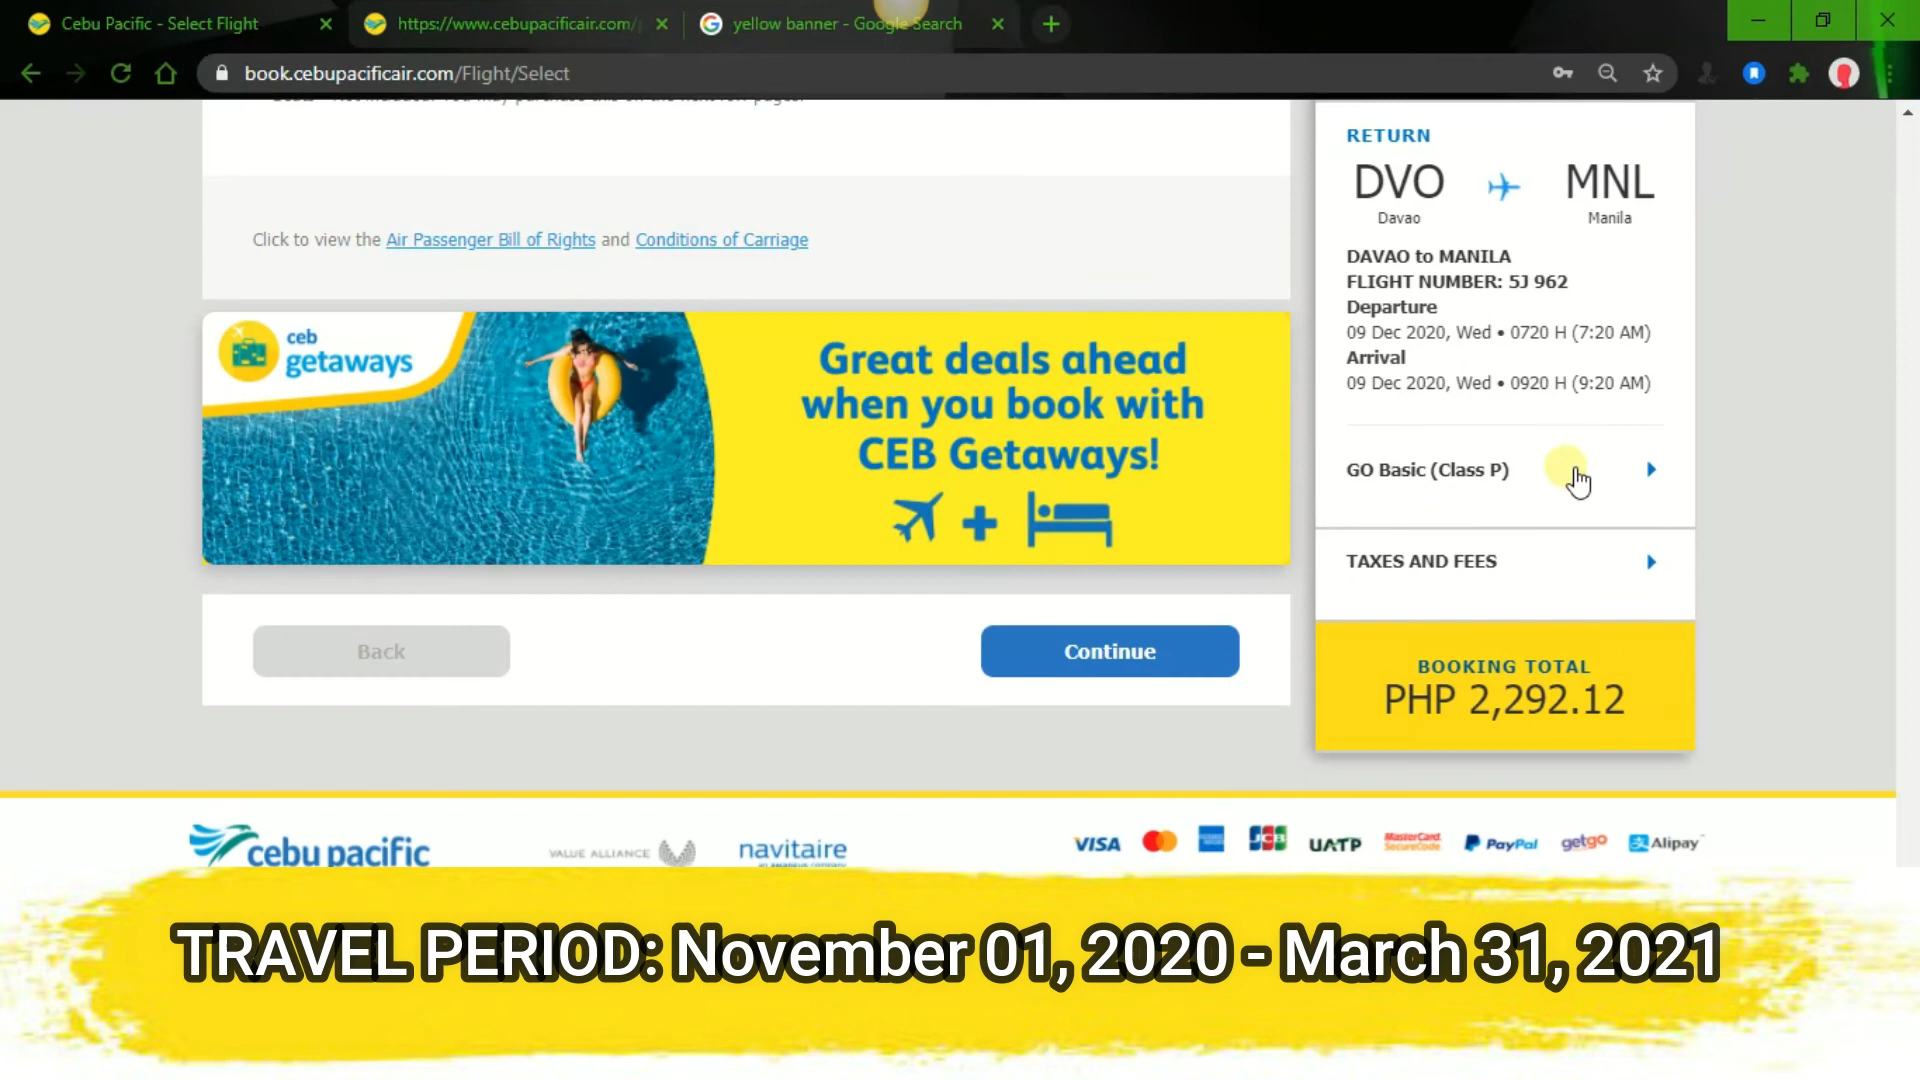 Cebu Pacific - Select Flight
https://www.cebupacificair.com/
yellow banner - Google Search
book.cebupacificair.com/Flight/Select
Click to view the Air Passenger Bill of Rights and Conditions of Carriage
ceb
getaways
Great deals ahead
when you book with
CEB Getaways!
Back
Continue
RETURN
DVO MNL
Davao Manila
DAVAO to MANILA
FLIGHT NUMBER: 5J 962
Departure
09 Dec 2020, Wed • 0720 H (7:20 AM)
Arrival
09 Dec 2020, Wed • 0920 H (9:20 AM)
GO Basic (Class P)
TAXES AND FEES
BOOKING TOTAL
PHP 2,292.12
cebu pacific
VALUE ALLIANCE
navitaire
VISA
JCB
UATP
MasterCard
SecureCode
PayPal
getgo
Alipay
TRAVEL PERIOD: November 01, 2020 - March 31, 2021